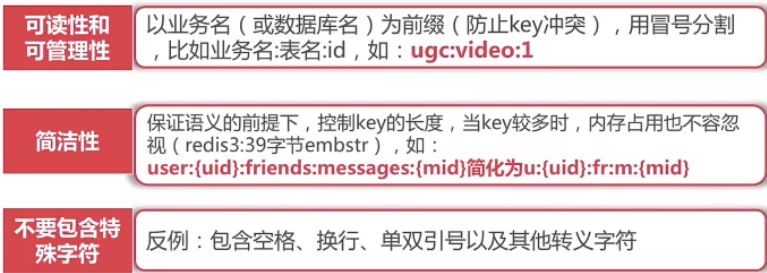 可读性和
可管理性
以业务名（或数据库名）为前缀（防止key冲突），用冒号分割
，比如业务名:表名:id，如：ugc:video:1
简洁性
保证语义的前提下，控制key的长度，当key较多时，内存占用也不容忽
视（redis3:39字节embstr），如：
user:{uid}:friends:messages:{mid}简化为u:{uid}:fr:m:{mid}
不要包含特
殊字符
反例：包含空格、换行、单双引号以及其他转义字符